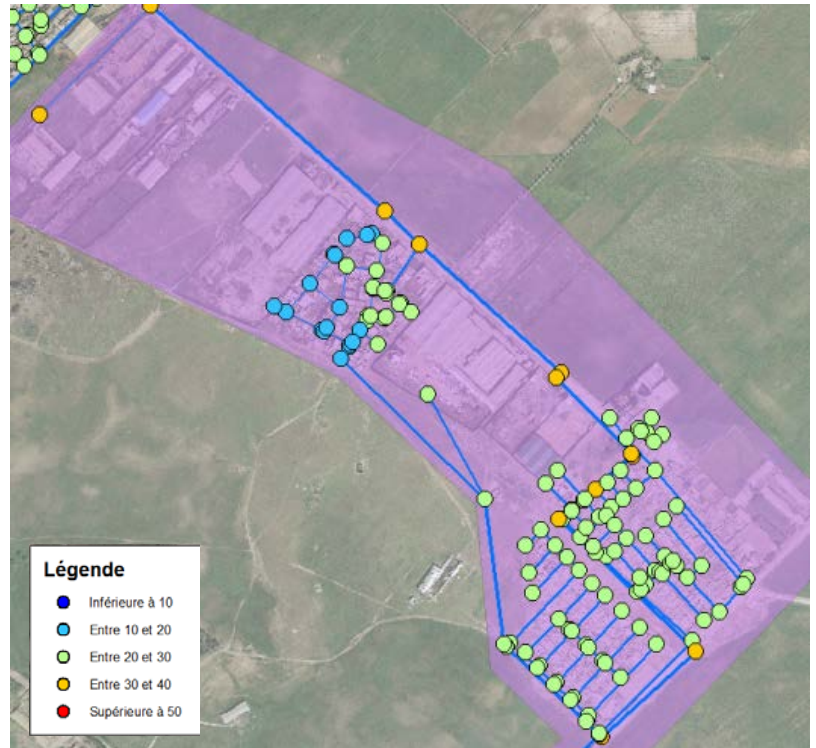 Légende
Inférieure à 10
Entre 10 et 20
Entre 20 et 30
Entre 30 et 40
Supérieure à 50